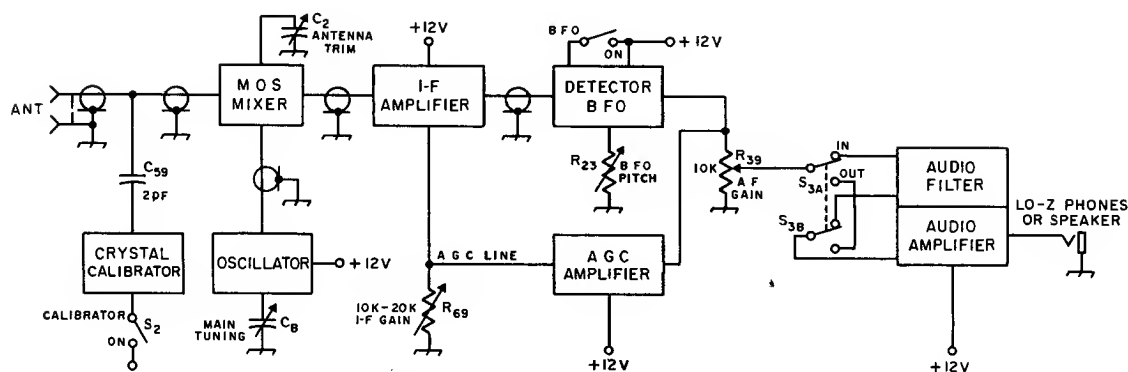 C2
ANTENNA
TRIM
+12V
BFO
ON
+12V
ANT
MOS
MIXER
I-F
AMPLIFIER
DETECTOR
BFO
C59
2pF
R23
BFO
PITCH
10K
R39
AF
GAIN
IN
S3A
OUT
S3B
AUDIO
FILTER
AUDIO
AMPLIFIER
LO-Z PHONES
OR SPEAKER
CRYSTAL
CALIBRATOR
OSCILLATOR
+12V
AGC LINE
AGC
AMPLIFIER
CALIBRATOR
S2
ON
MAIN
TUNING
CB
10K-20K
I-F GAIN
R69
+12V
+12V